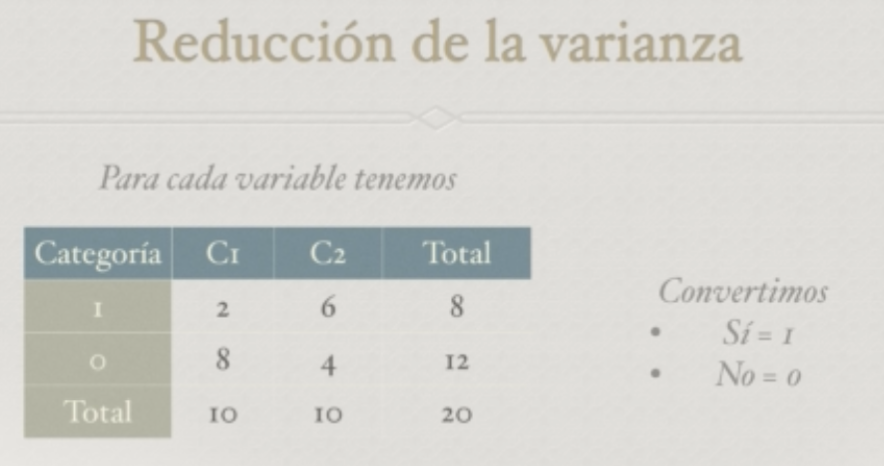 Reducción de la varianza
Para cada variable tenemos
Categoría C1 C2 Total
1 2 6 8
0 8 4 12
Total 10 10 20
Convertimos
• Sí = 1
• No = 0